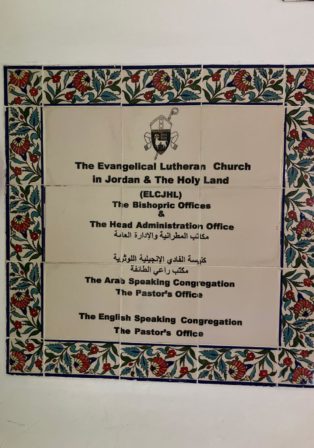 The Evangelical Lutheran Church
in Jordan & The Holy Land
(ELCJHL)
The Bishopric Offices
&
The Head Administration Office
مكاتب المطرانية والإدارة العامة
كنيسة الفادي الإنجيلية اللوثرية
مكتب راعي الطائفة
The Arab Speaking Congregation
The Pastor's Office
The English Speaking Congregation
The Pastor's Office